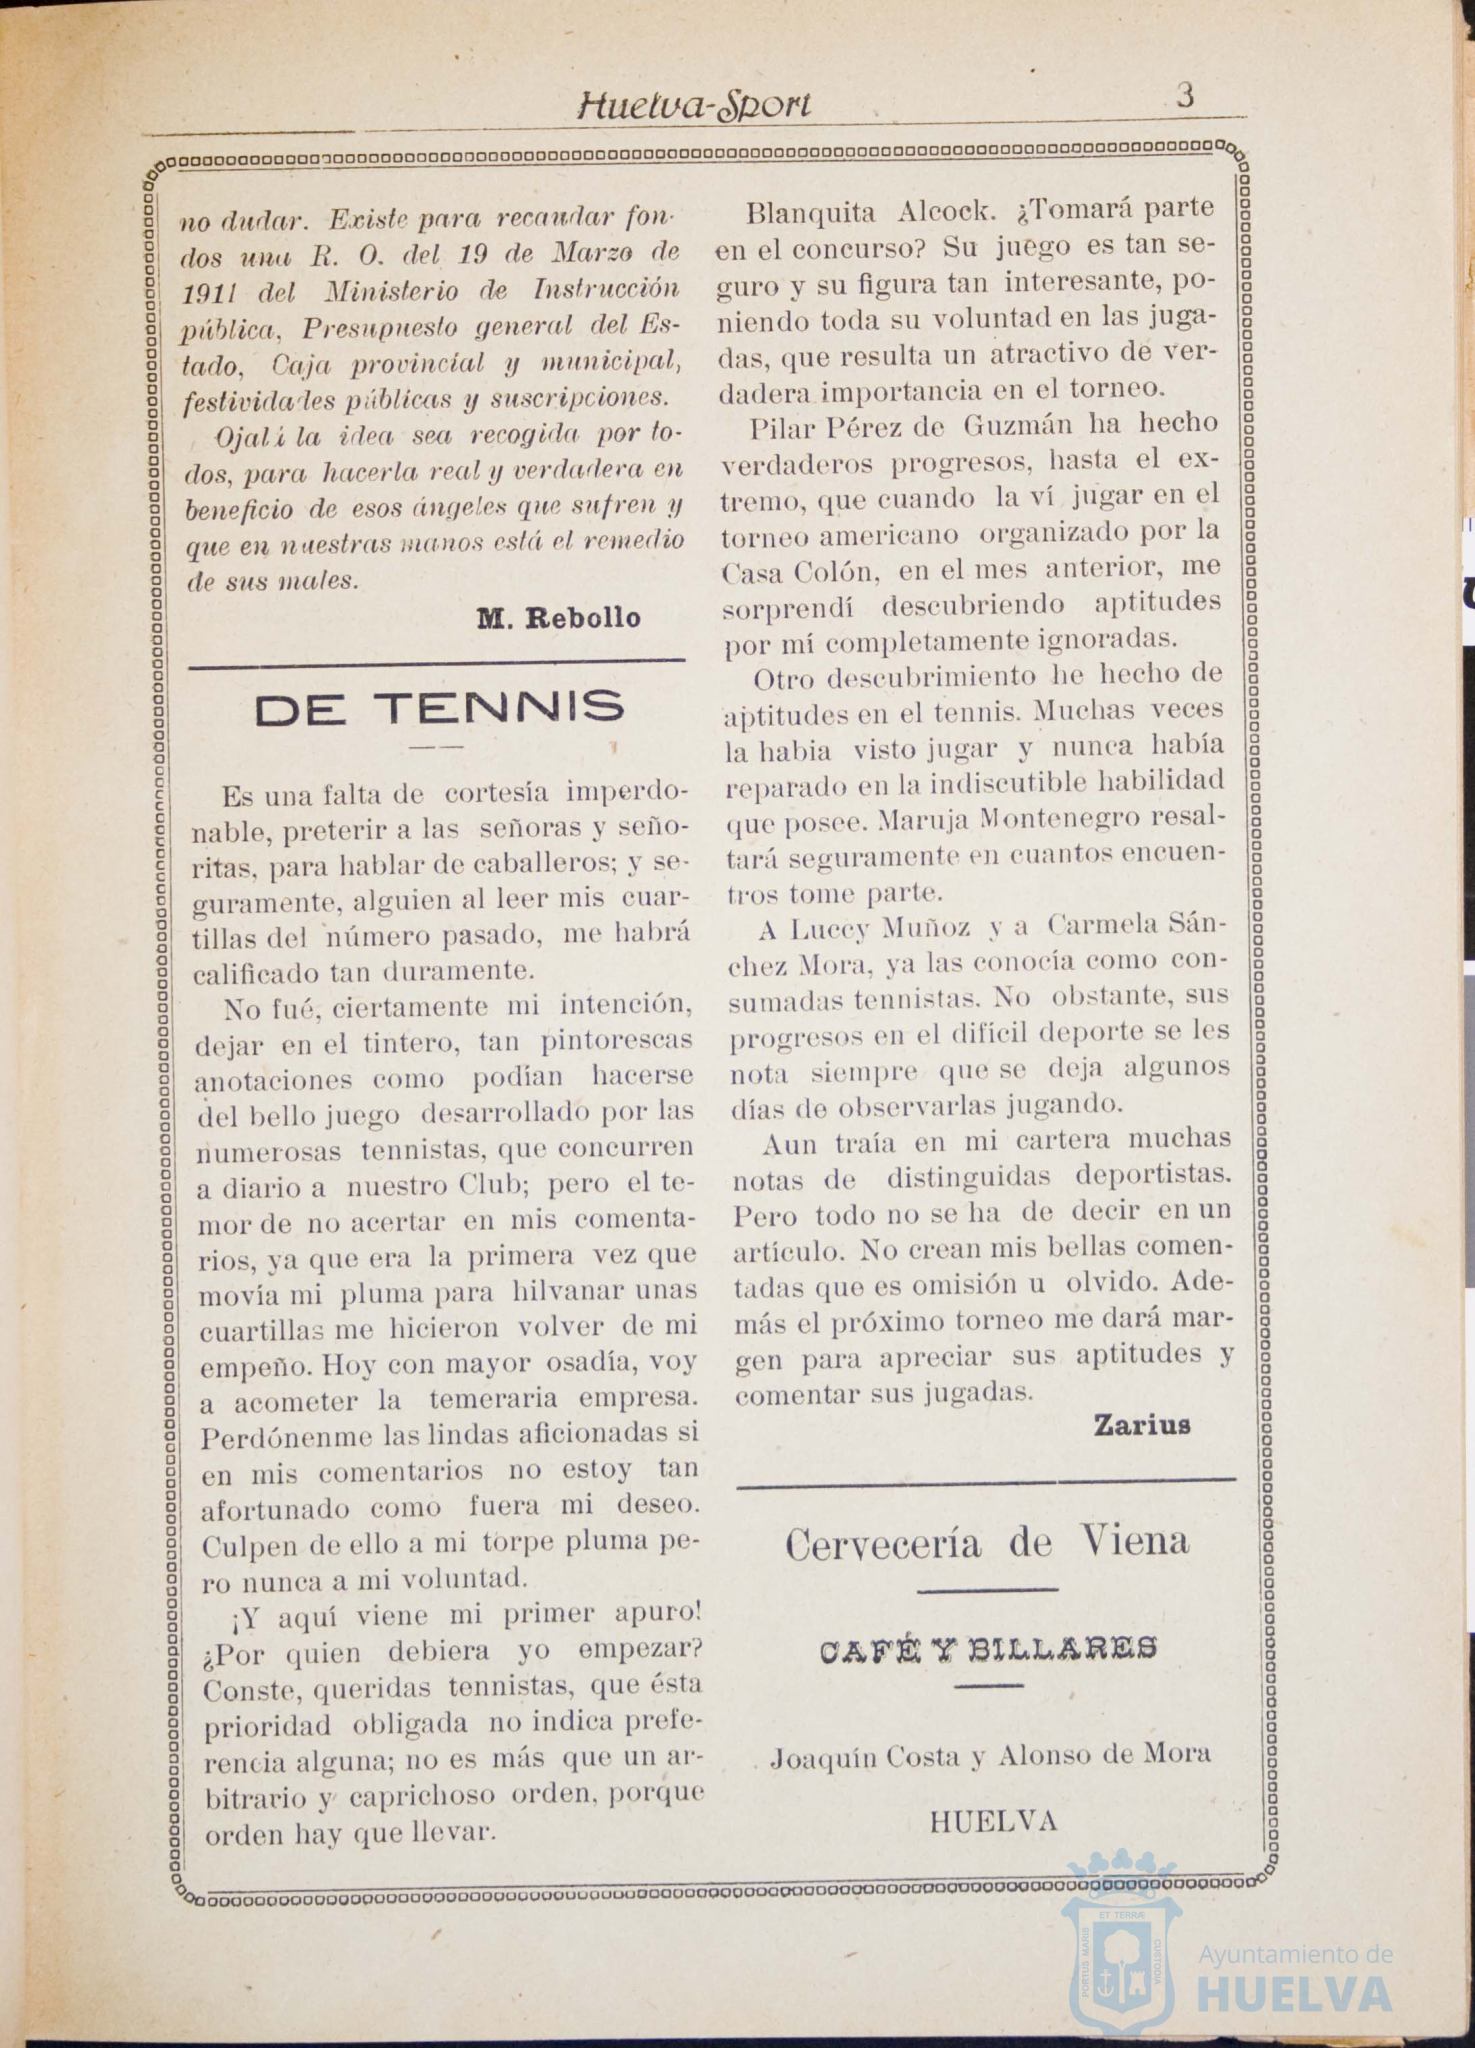 Huelva-Sport
3
no dudar. Existe para recaudar fon-
dos una R. O. del 19 de Marzo de
1911 del Ministerio de Instrucción
pública, Presupuesto general del Es-
tado, Caja provincial y municipal,
festividades públicas y suscripciones.
Ojalá la idea sea recogida por to-
dos, para hacerla real y verdadera en
beneficio de esos ángeles que sufren y
que en nuestras manos está el remedio
de sus males.
M. Rebollo
DE TENNIS
Es una falta de cortesía imperdo-
nable, preterir a las señoras y seño-
ritas, para hablar de caballeros; y se-
guramente, alguien al leer mis cuar-
tillas del número pasado, me habrá
calificado tan duramente.
No fué, ciertamente mi intención,
dejar en el tintero, tan pintorescas
anotaciones como podían hacerse
del bello juego desarrollado por las
numerosas tennistas, que concurren
a diario a nuestro Club; pero el te-
mor de no acertar en mis comenta-
rios, ya que era la primera vez que
movía mi pluma para hilvanar unas
cuartillas me hicieron volver de mi
empeño. Hoy con mayor osadía, voy
a acometer la temeraria empresa.
Perdónenme las lindas aficionadas si
en mis comentarios no estoy tan
afortunado como fuera mi deseo.
Culpen de ello a mi torpe pluma pe-
ro nunca a mi voluntad.
¡Y aquí viene mi primer apuro!
¿Por quien debiera yo empezar?
Conste, queridas tennistas, que ésta
prioridad obligada no indica prefe-
rencia alguna; no es más que un ar-
bitrario y caprichoso orden, porque
orden hay que llevar.
Blanquita Alcock. ¿Tomará parte
en el concurso? Su juego es tan se-
guro y su figura tan interesante, po-
niendo toda su voluntad en las juga-
das, que resulta un atractivo de ver-
dadera importancia en el torneo.
Pilar Pérez de Guzmán ha hecho
verdaderos progresos, hasta el ex-
tremo, que cuando la ví jugar en el
torneo americano organizado por la
Casa Colón, en el mes anterior, me
sorprendí descubriendo aptitudes
por mí completamente ignoradas.
Otro descubrimiento he hecho de
aptitudes en el tennis. Muchas veces
la habia visto jugar y nunca había
reparado en la indiscutible habilidad
que posee. Maruja Montenegro resal-
tará seguramente en cuantos encuen-
tros tome parte.
A Luccy Muñoz y a Carmela Sán-
chez Mora, ya las conocía como con-
sumadas tennistas. No obstante, sus
progresos en el difícil deporte se les
nota siempre que se deja algunos
días de observarlas jugando.
Aun traía en mi cartera muchas
notas de distinguidas deportistas.
Pero todo no se ha de decir en un
artículo. No crean mis bellas comen-
tadas que es omisión u olvido. Ade-
más el próximo torneo me dará mar-
gen para apreciar sus aptitudes y
comentar sus jugadas.
Zarius
Cervecería de Viena
CAFÉ Y BILLARES
Joaquín Costa y Alonso de Mora
HUELVA
PORTUS MARIS
ET TERRÆ
CUSTODIA
Ayuntamiento de
HUELVA